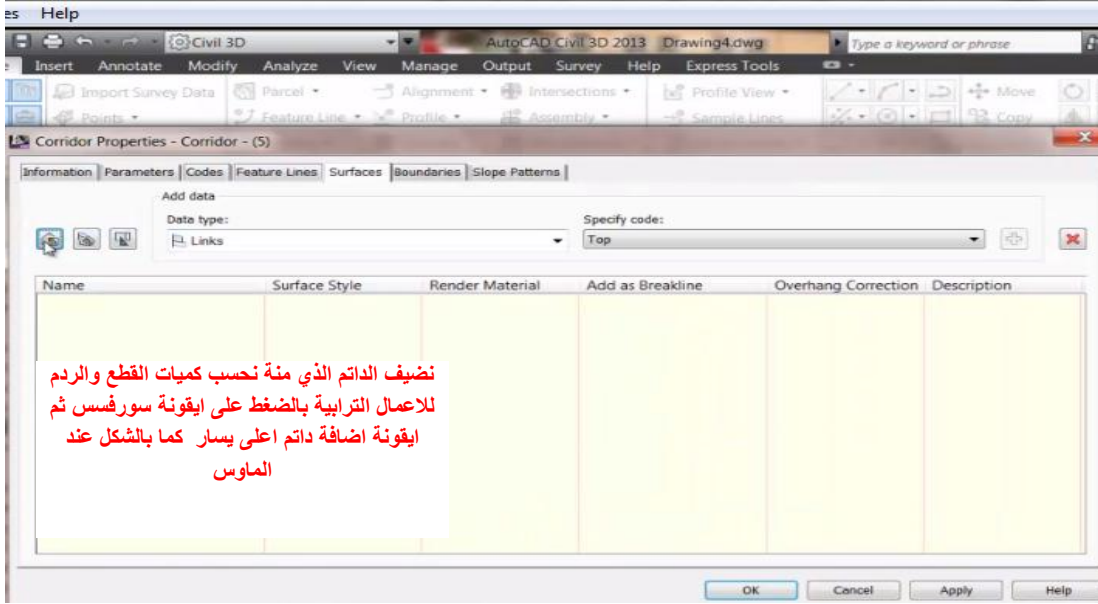 es Help
Civil 3D AutoCAD Civil 3D 2013 Drawing4.dwg Type a keyword or phrase
Insert Annotate Modify Analyze View Manage Output Survey Help Express Tools
Import Survey Data Parcel Alignment Intersections Profile View Move
Points Feature Line Profile Assembly Sample Lines Copy
Corridor Properties - Corridor - (5)
Information Parameters Codes Feature Lines Surfaces Boundaries Slope Patterns
Add data
Data type: Specify code:
Links Top
Name Surface Style Render Material Add as Breakline Overhang Correction Description
نضيف الداتم الذي منة نحسب كميات القطع والردم
للاعمال الترابية بالضغط على ايقونة سورفسس ثم
ايقونة اضافة داتم اعلى يسار كما بالشكل عند
الماوس
OK Cancel Apply Help